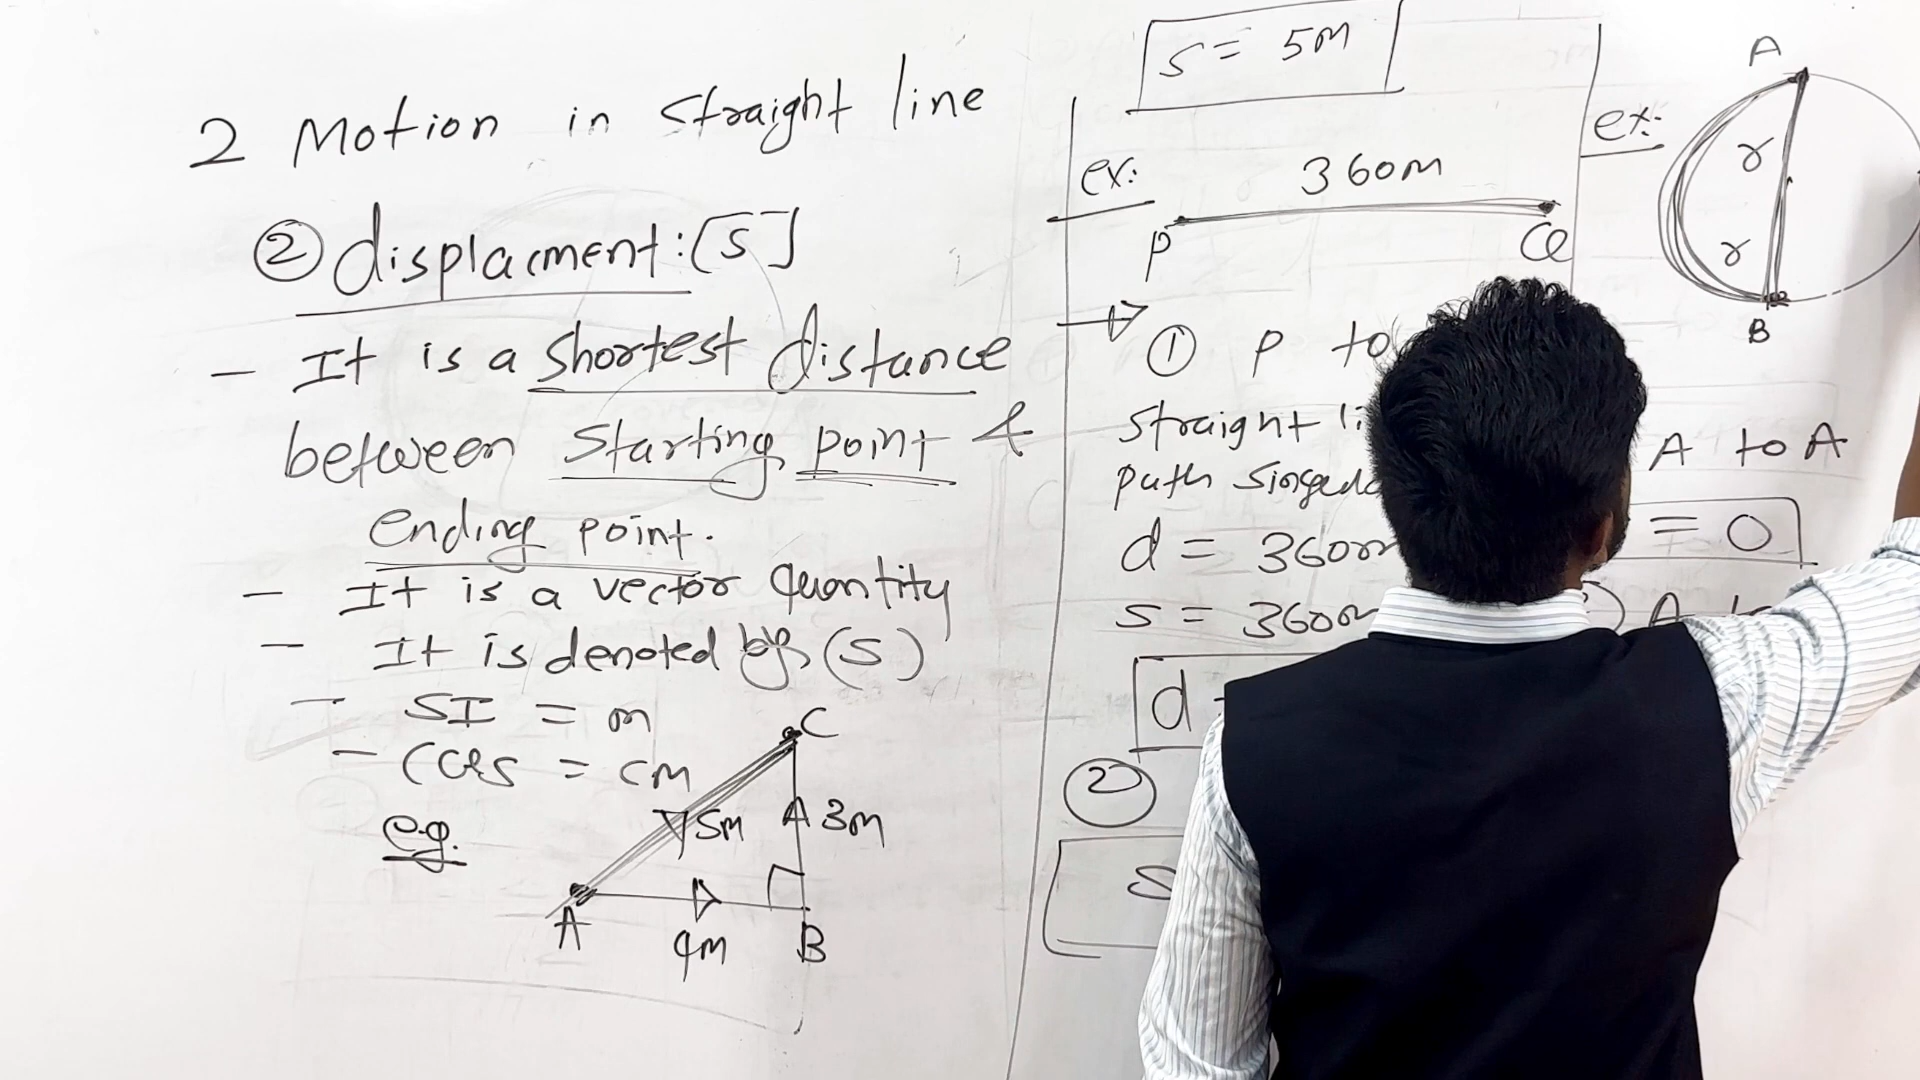 2 Motion in straight line
② displacment: [s]
- It is a shortest distance
between starting point &
ending point.
- It is a vector quantity
- It is denoted by (s)
- SI = m
- CGS = cm
e.g.
C
5m
3m
A
4m
B
s = 5m
ex:
360m
P
Q
① P to
straight
path
d = 360m
s = 360m
d
②
s
ex:
A
r
r
B
A to A
= 0
A